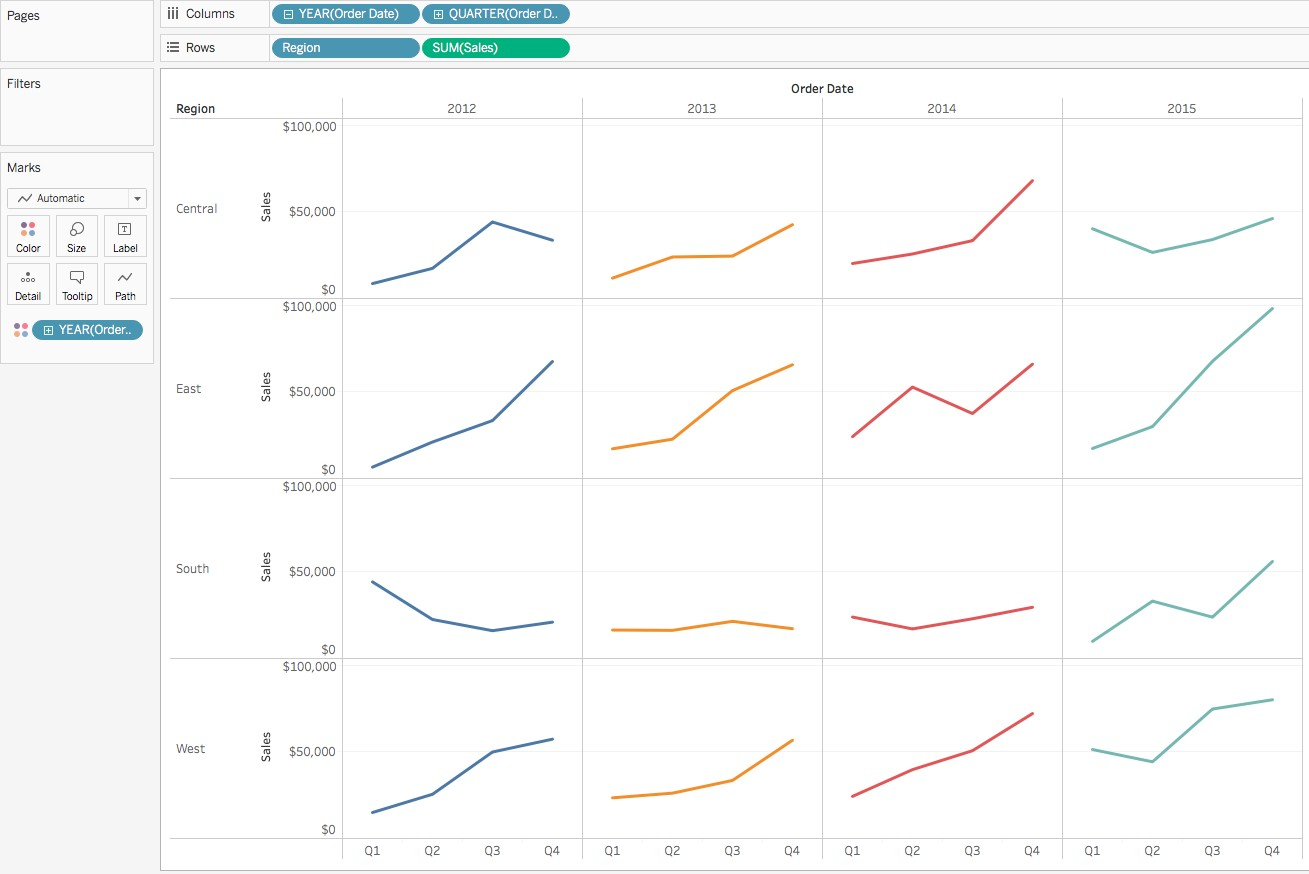 Pages
Columns
YEAR(Order Date)
QUARTER(Order D..
Rows
Region
SUM(Sales)
Filters
Marks
Automatic
Color
Size
Label
Detail
Tooltip
Path
YEAR(Order..
Order Date
Region
2012
2013
2014
2015
Central
Sales
$100,000
$50,000
$0
East
Sales
$100,000
$50,000
$0
South
Sales
$100,000
$50,000
$0
West
Sales
$100,000
$50,000
$0
Q1 Q2 Q3 Q4 Q1 Q2 Q3 Q4 Q1 Q2 Q3 Q4 Q1 Q2 Q3 Q4